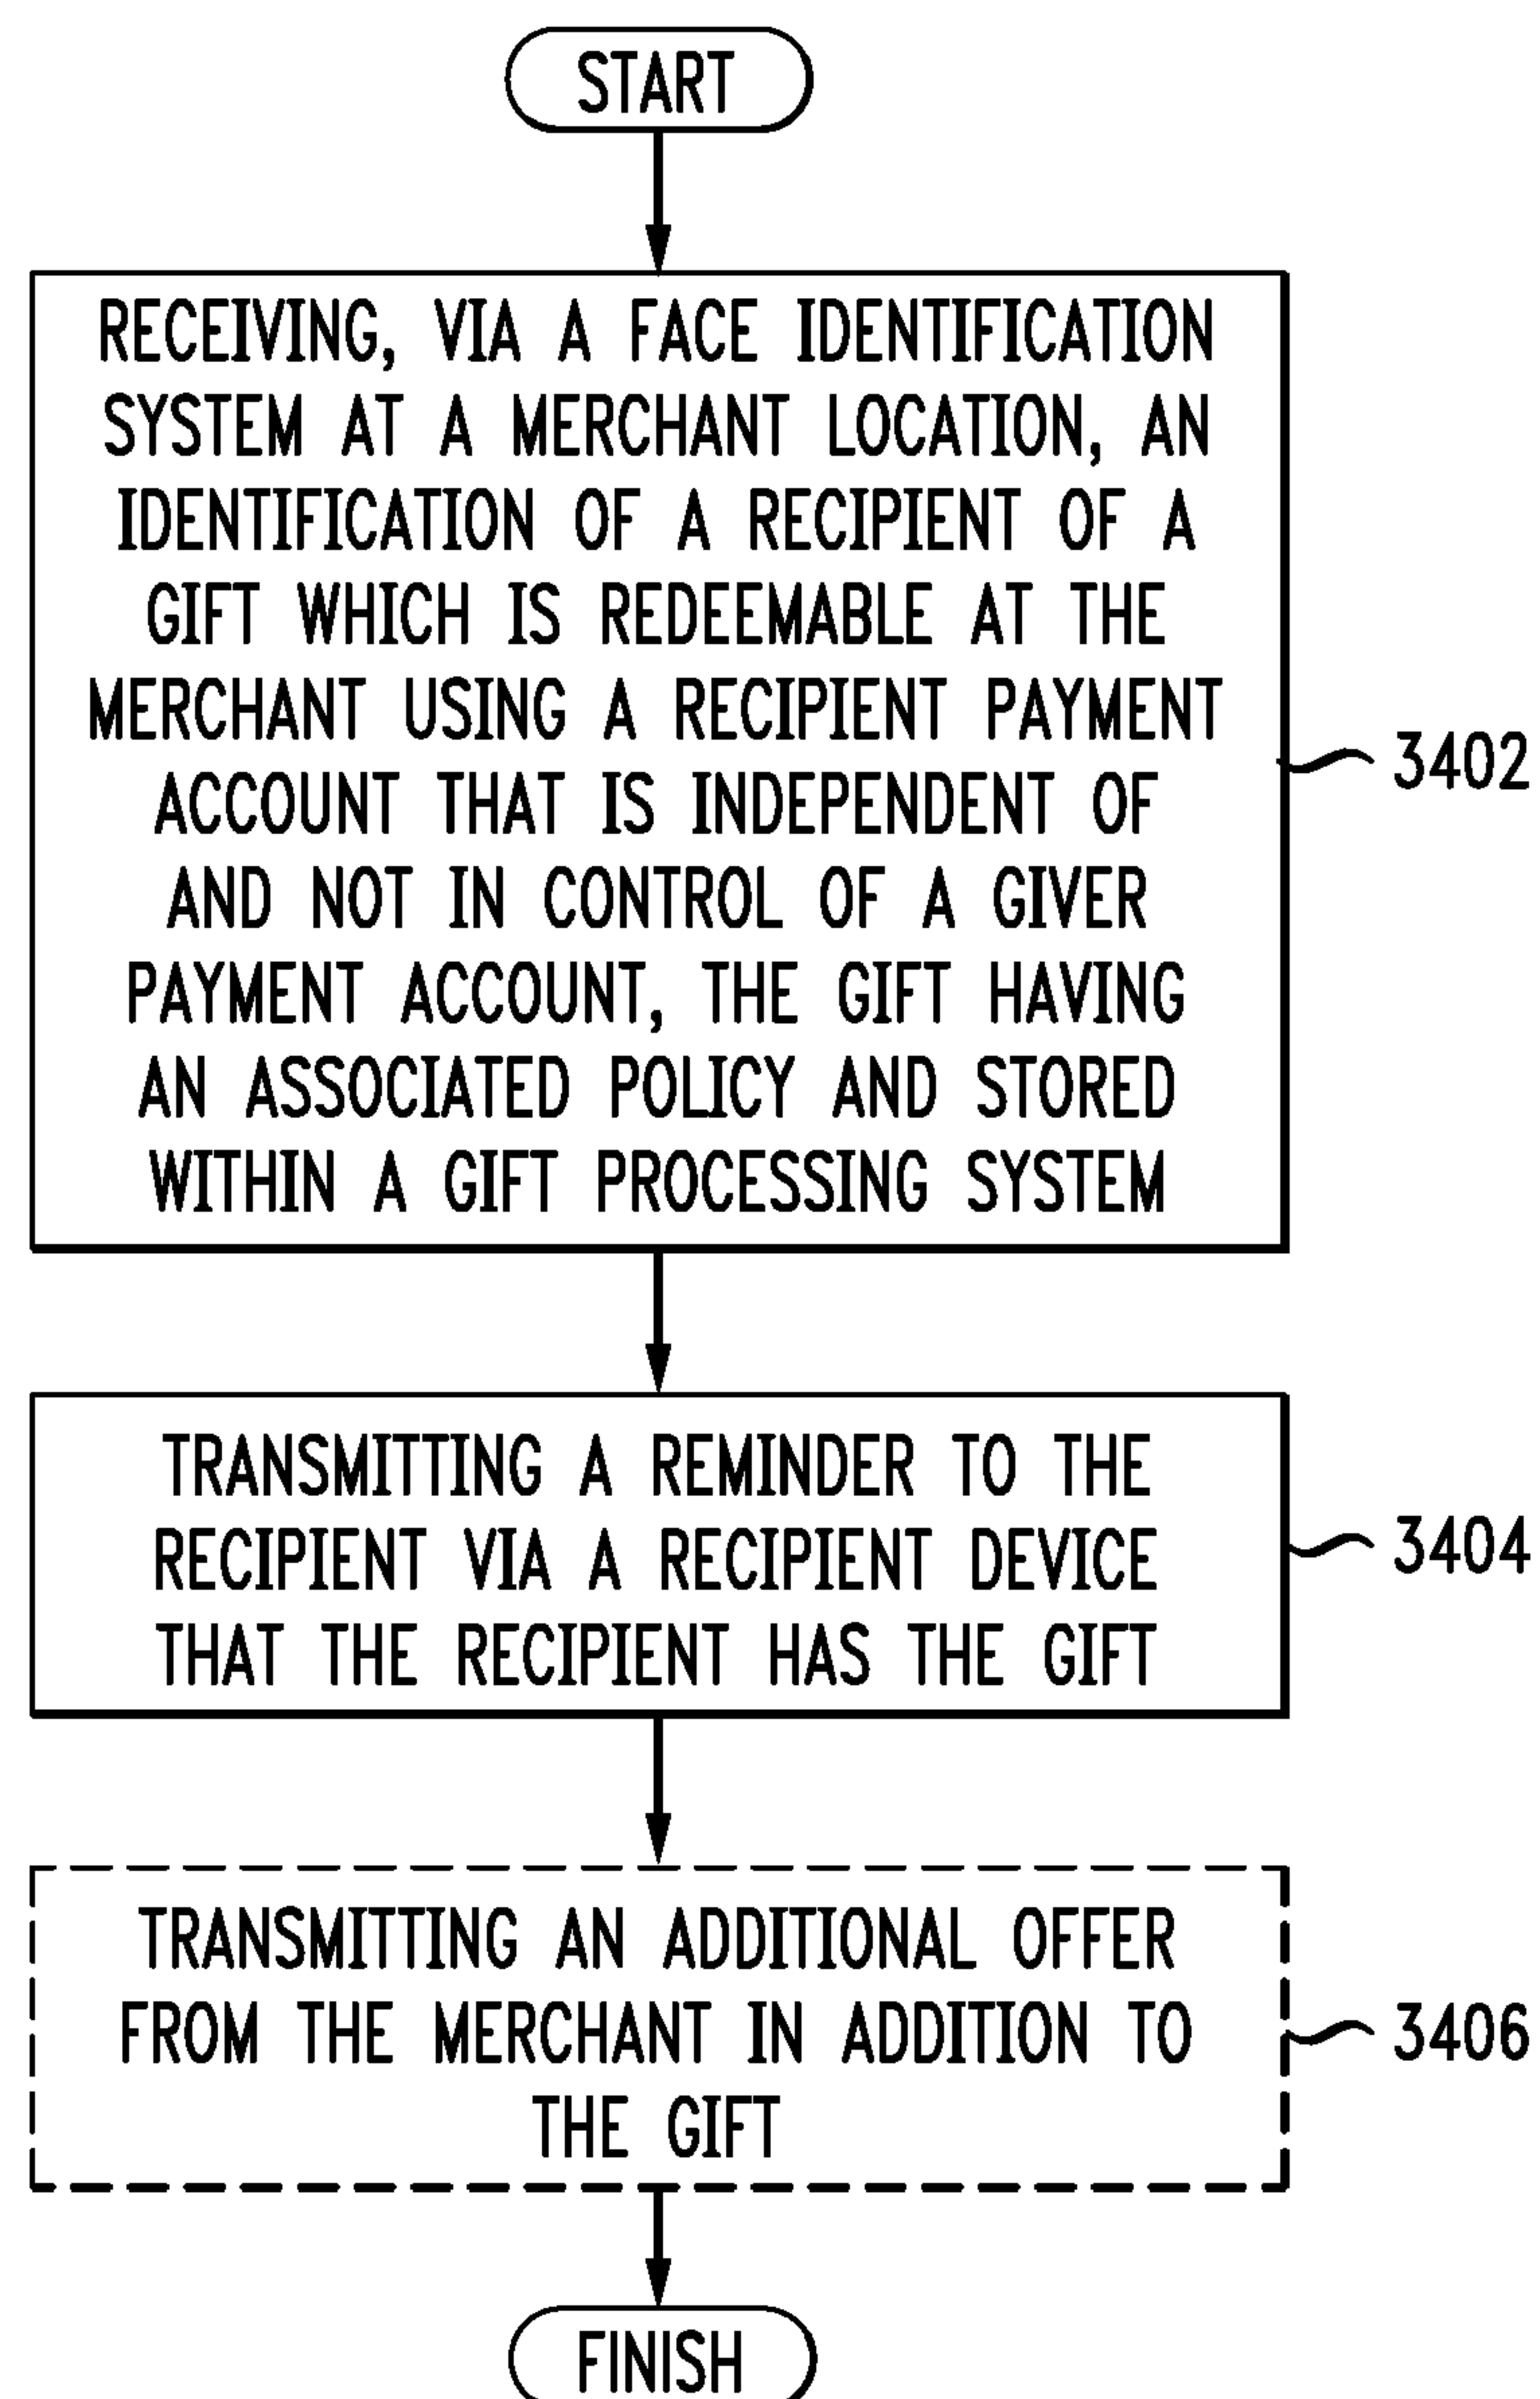 START
RECEIVING, VIA A FACE IDENTIFICATION
SYSTEM AT A MERCHANT LOCATION, AN
IDENTIFICATION OF A RECIPIENT OF A
GIFT WHICH IS REDEEMABLE AT THE
MERCHANT USING A RECIPIENT PAYMENT
ACCOUNT THAT IS INDEPENDENT OF
AND NOT IN CONTROL OF A GIVER
PAYMENT ACCOUNT, THE GIFT HAVING
AN ASSOCIATED POLICY AND STORED
WITHIN A GIFT PROCESSING SYSTEM
3402
TRANSMITTING A REMINDER TO THE
RECIPIENT VIA A RECIPIENT DEVICE
THAT THE RECIPIENT HAS THE GIFT
3404
TRANSMITTING AN ADDITIONAL OFFER
FROM THE MERCHANT IN ADDITION TO
THE GIFT
3406
FINISH